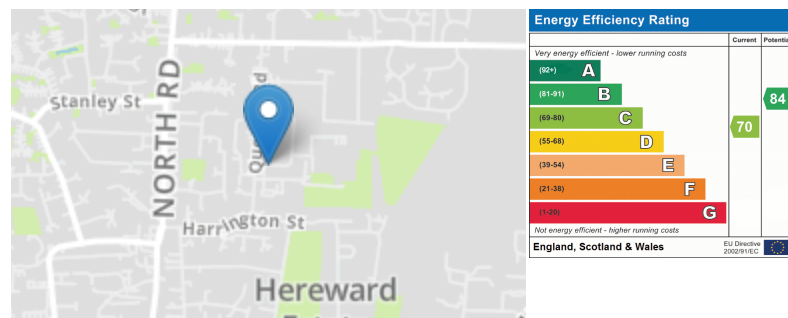 Stanley St
NORTH RD
Harrington St
Hereward
Energy Efficiency Rating
Current
Very energy efficient - lower running costs
(92+) A
(81-91) B
84
(69-80) C
70
(55-68) D
(39-54) E
(21-38) F
(1-20) G
Not energy efficient - higher running costs
England, Scotland & Wales
EU Directive
2002/91/EC